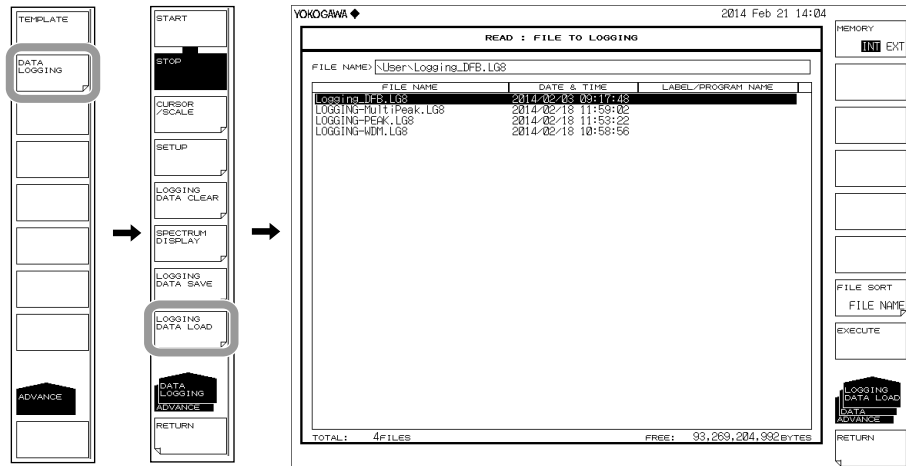 TEMPLATE
DATA
LOGGING
ADVANCE
START
STOP
CURSOR
/SCALE
SETUP
LOGGING
DATA CLEAR
SPECTRUM
DISPLAY
LOGGING
DATA SAVE
LOGGING
DATA LOAD
DATA
LOGGING
ADVANCE
RETURN
YOKOGAWA 2014 Feb 21 14:04
READ : FILE TO LOGGING
FILE NAME> \User\Logging_DFB.LG8
FILE NAME DATE & TIME LABEL/PROGRAM NAME
Logging_DFB.LG8 2014/02/03 09:17:48
LOGGING-MultiPeak.LG8 2014/02/18 11:59:02
LOGGING-PEAK.LG8 2014/02/18 11:53:22
LOGGING-WDM.LG8 2014/02/18 10:58:56
TOTAL: 4FILES FREE: 93,269,204,992BYTES
MEMORY
INT EXT
FILE SORT
FILE NAME
EXECUTE
LOGGING
DATA LOAD
DATA
ADVANCE
RETURN